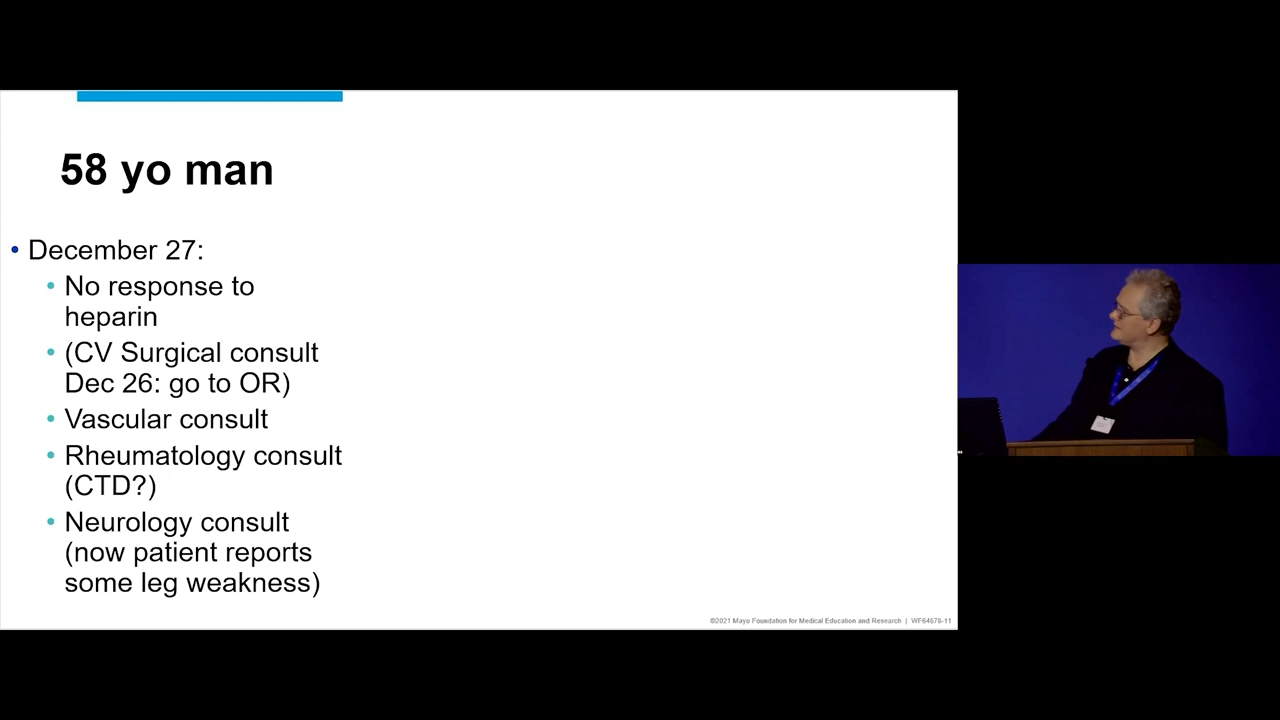 58 yo man
• December 27:
• No response to
heparin
• (CV Surgical consult
Dec 26: go to OR)
• Vascular consult
• Rheumatology consult
(CTD?)
• Neurology consult
(now patient reports
some leg weakness)
©2021 Mayo Foundation for Medical Education and Research | WF64678-11